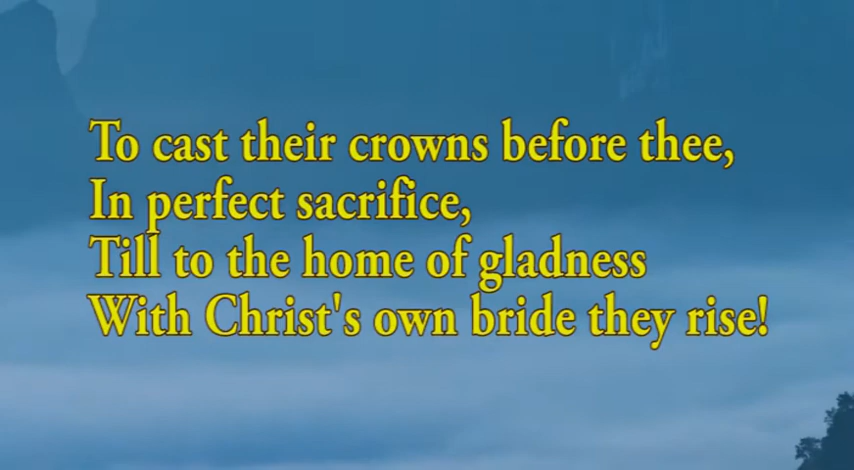 To cast their crowns before thee,
In perfect sacrifice,
Till to the home of gladness
With Christ's own bride they rise!